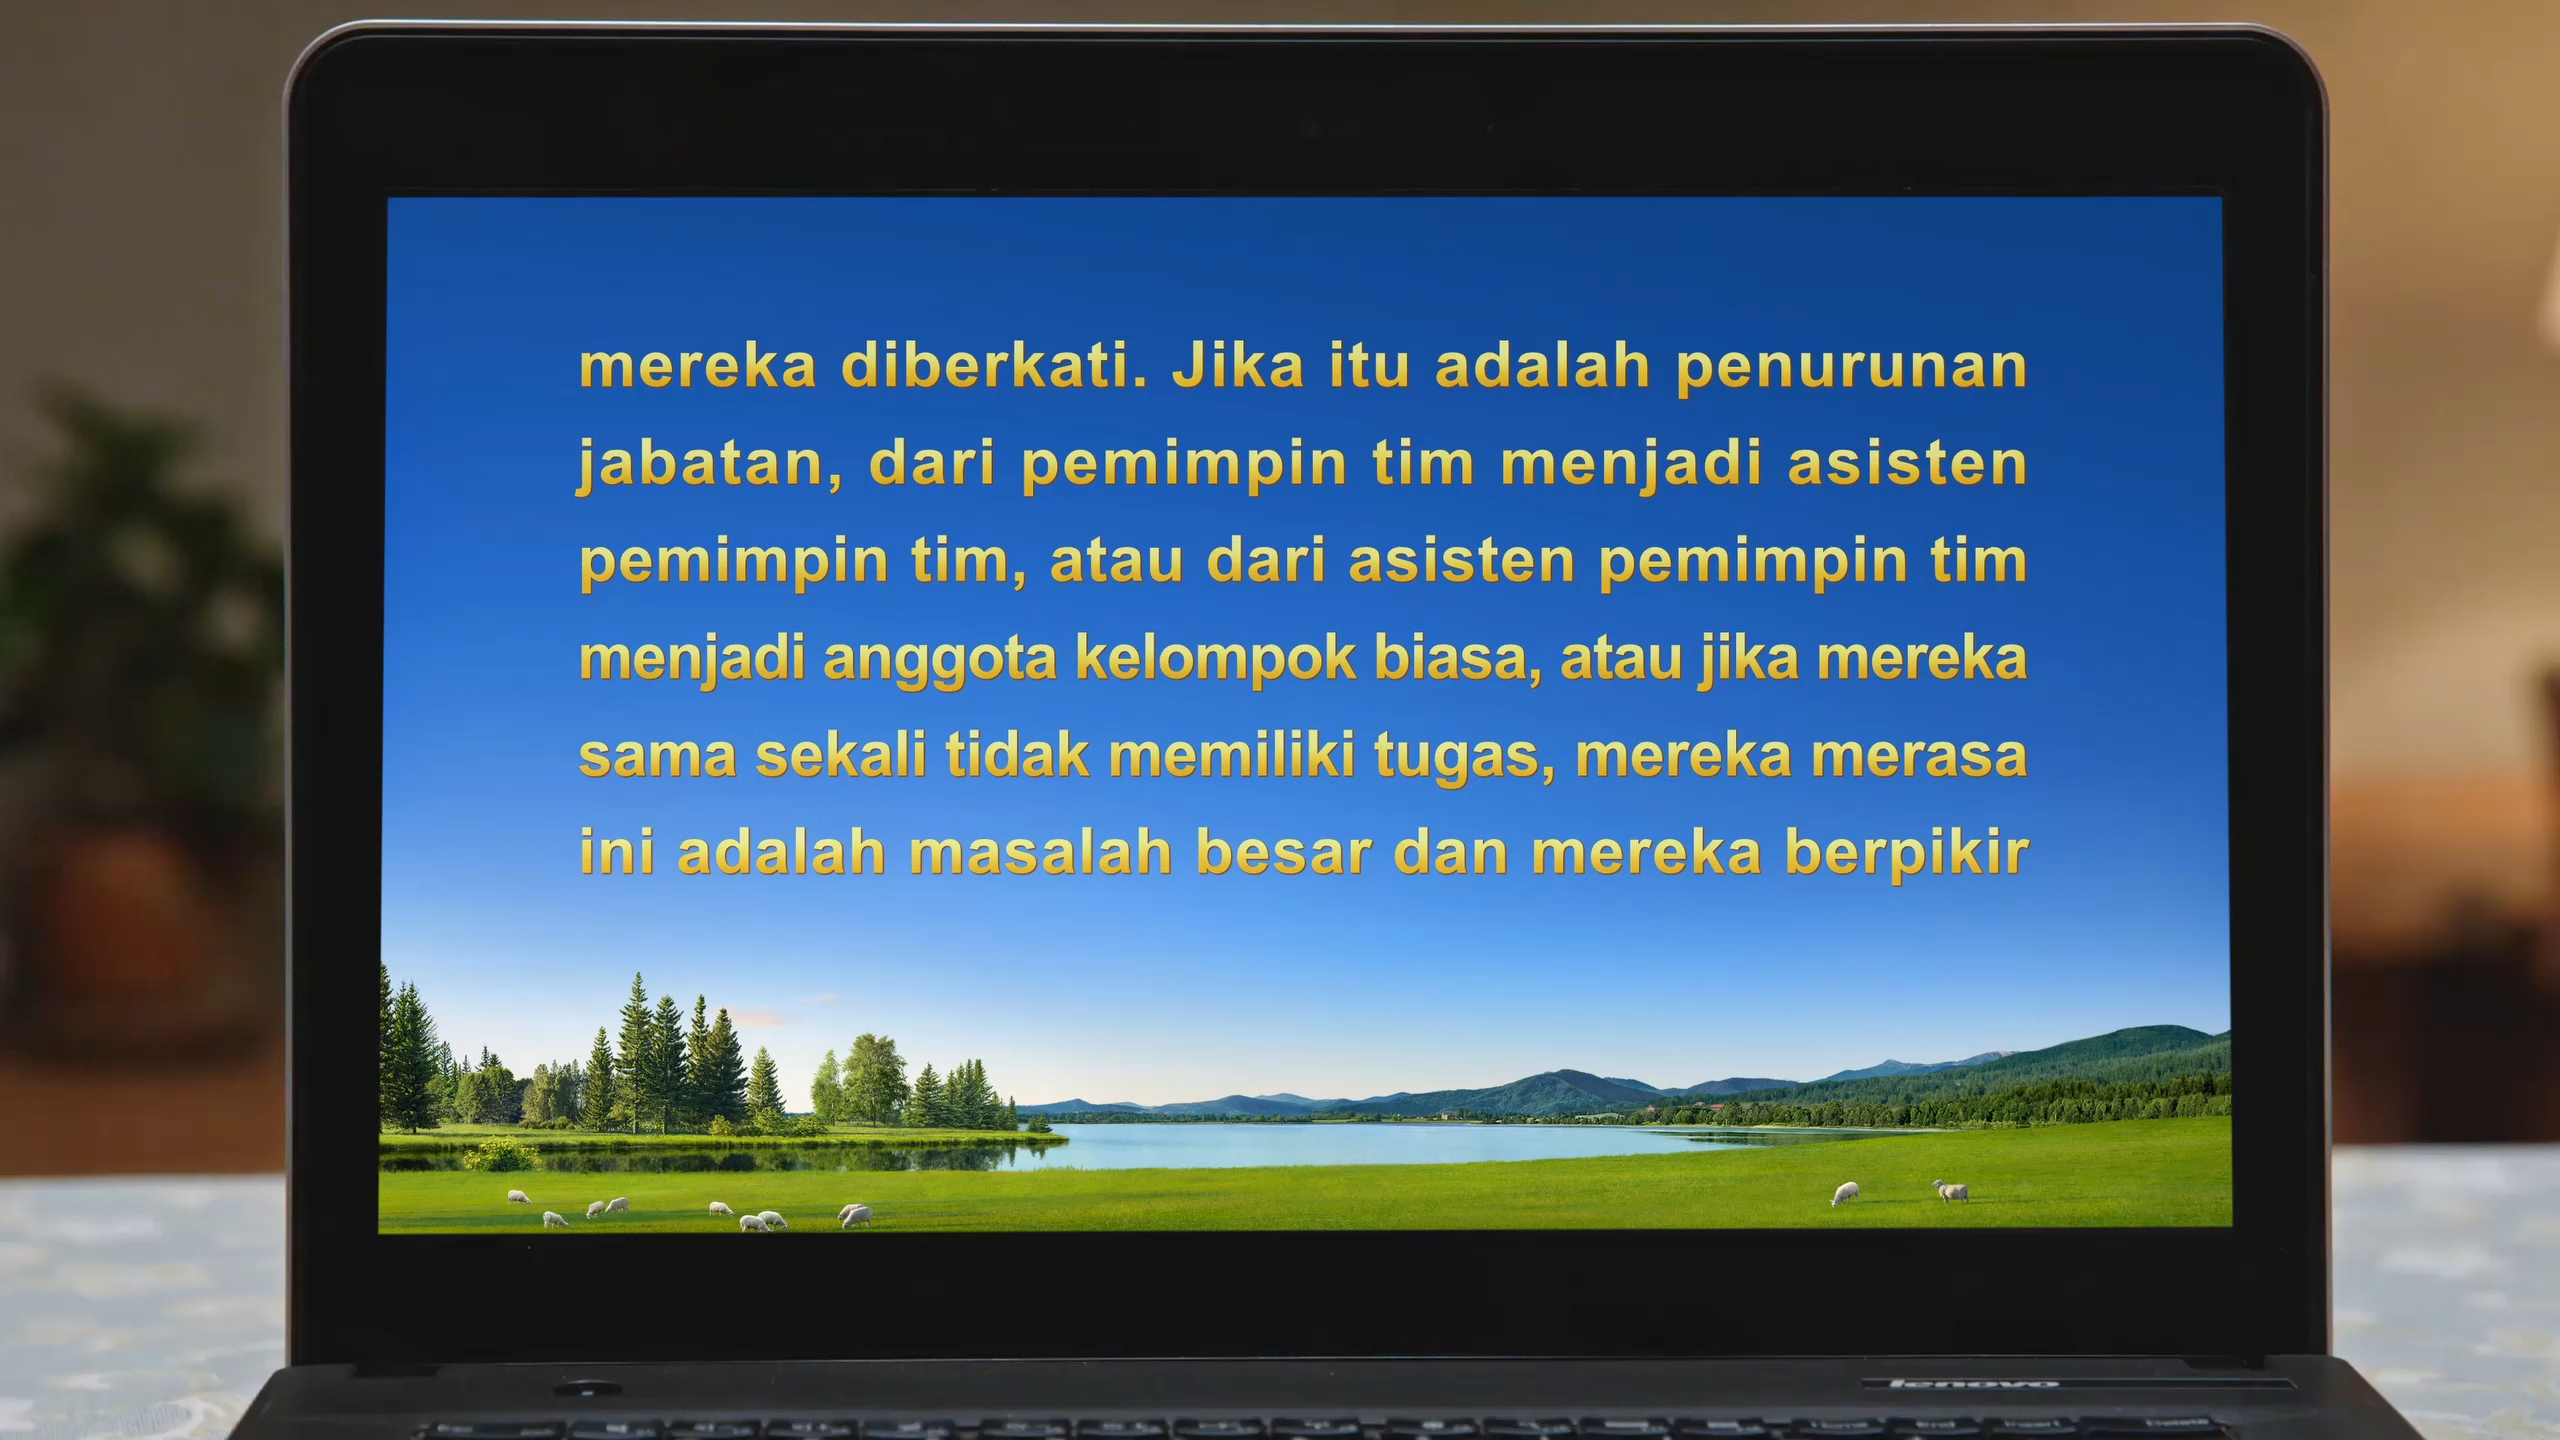 mereka diberkati. Jika itu adalah penurunan
jabatan, dari pemimpin tim menjadi asisten
pemimpin tim, atau dari asisten pemimpin tim
menjadi anggota kelompok biasa, atau jika mereka
sama sekali tidak memiliki tugas, mereka merasa
ini adalah masalah besar dan mereka berpikir
lenovo